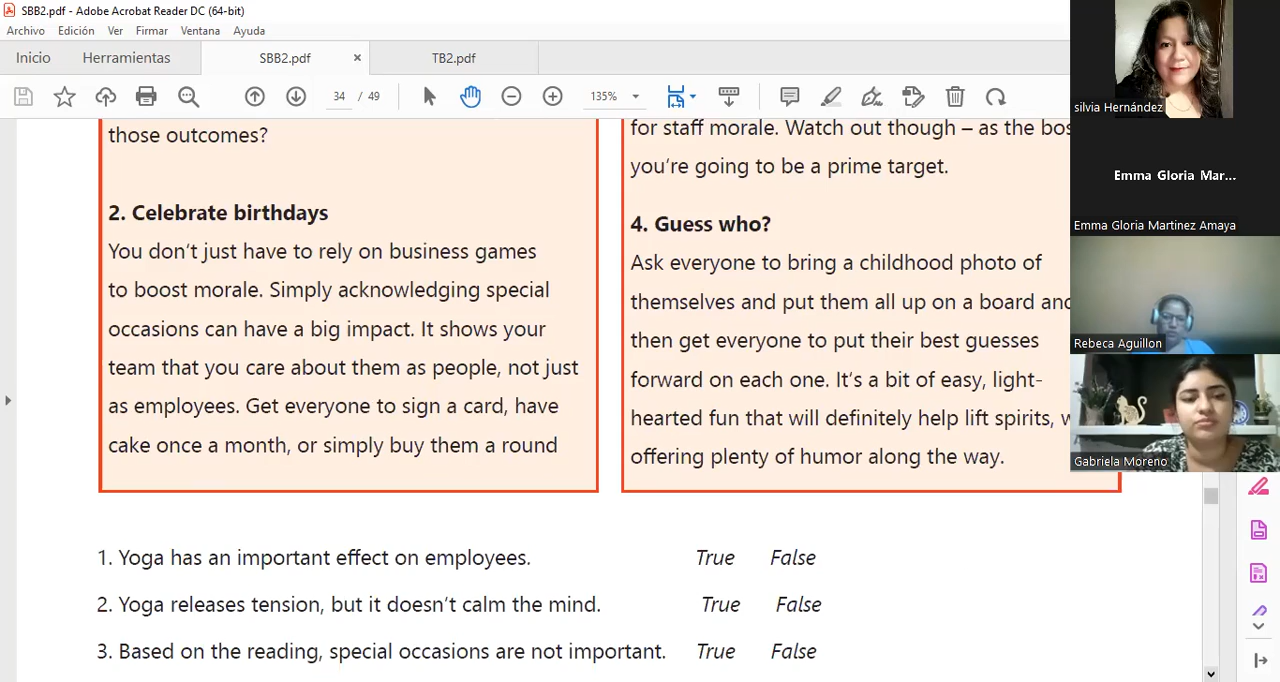 SBB2.pdf - Adobe Acrobat Reader DC (64-bit)
Archivo Edición Ver Firmar Ventana Ayuda
Inicio Herramientas SBB2.pdf × TB2.pdf
34 / 49 135%
those outcomes?
2. Celebrate birthdays
You don't just have to rely on business games
to boost morale. Simply acknowledging special
occasions can have a big impact. It shows your
team that you care about them as people, not just
as employees. Get everyone to sign a card, have
cake once a month, or simply buy them a round
for staff morale. Watch out though – as the bos
you're going to be a prime target.
4. Guess who?
Ask everyone to bring a childhood photo of
themselves and put them all up on a board and
then get everyone to put their best guesses
forward on each one. It's a bit of easy, light-
hearted fun that will definitely help lift spirits, w
offering plenty of humor along the way.
1. Yoga has an important effect on employees. True False
2. Yoga releases tension, but it doesn't calm the mind. True False
3. Based on the reading, special occasions are not important. True False
silvia Hernández
Emma Gloria Mar...
Emma Gloria Martinez Amaya
Rebeca Aguillon
Gabriela Moreno